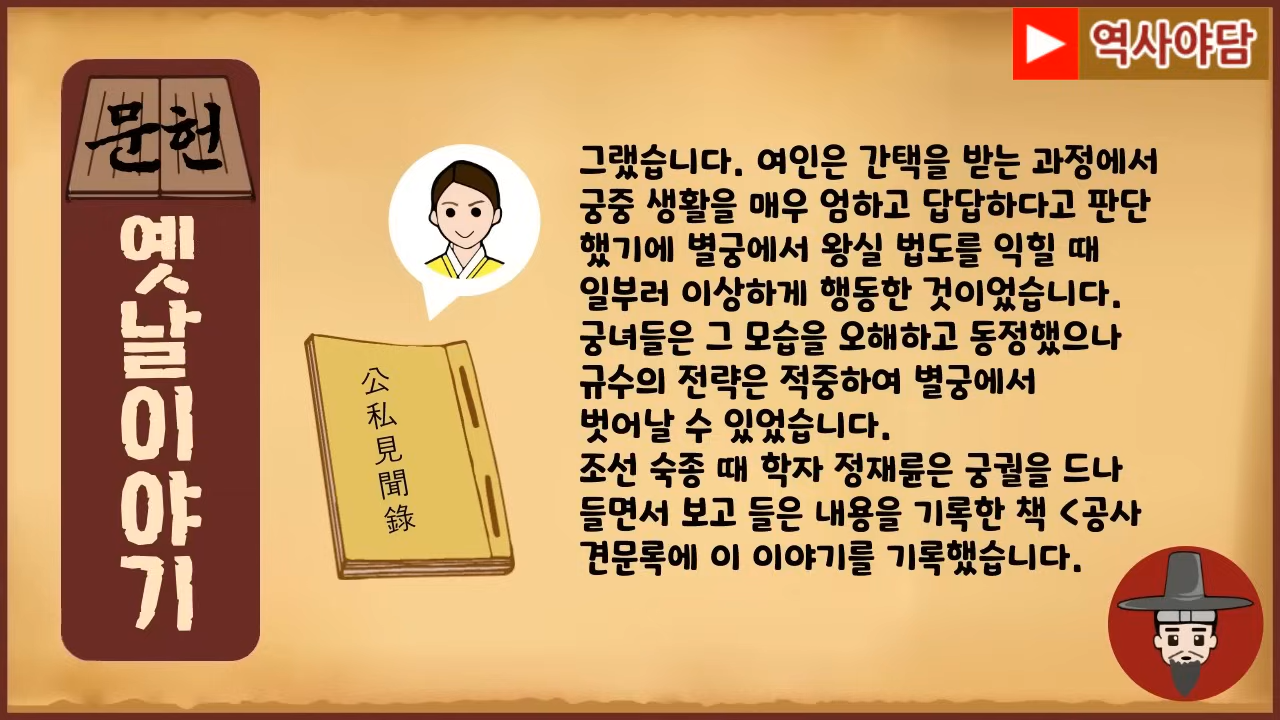 역사야담
문헌
옛날이야기
그랬습니다. 여인은 간택을 받는 과정에서
궁중 생활을 매우 엄하고 답답하다고 판단
했기에 별궁에서 왕실 법도를 익힐 때
일부러 이상하게 행동한 것이었습니다.
궁녀들은 그 모습을 오해하고 동정했으나
규수의 전략은 적중하여 별궁에서
벗어날 수 있었습니다.
조선 숙종 때 학자 정재륜은 궁궐을 드나
들면서 보고 들은 내용을 기록한 책 <공사
견문록에 이 이야기를 기록했습니다.
公私見聞錄